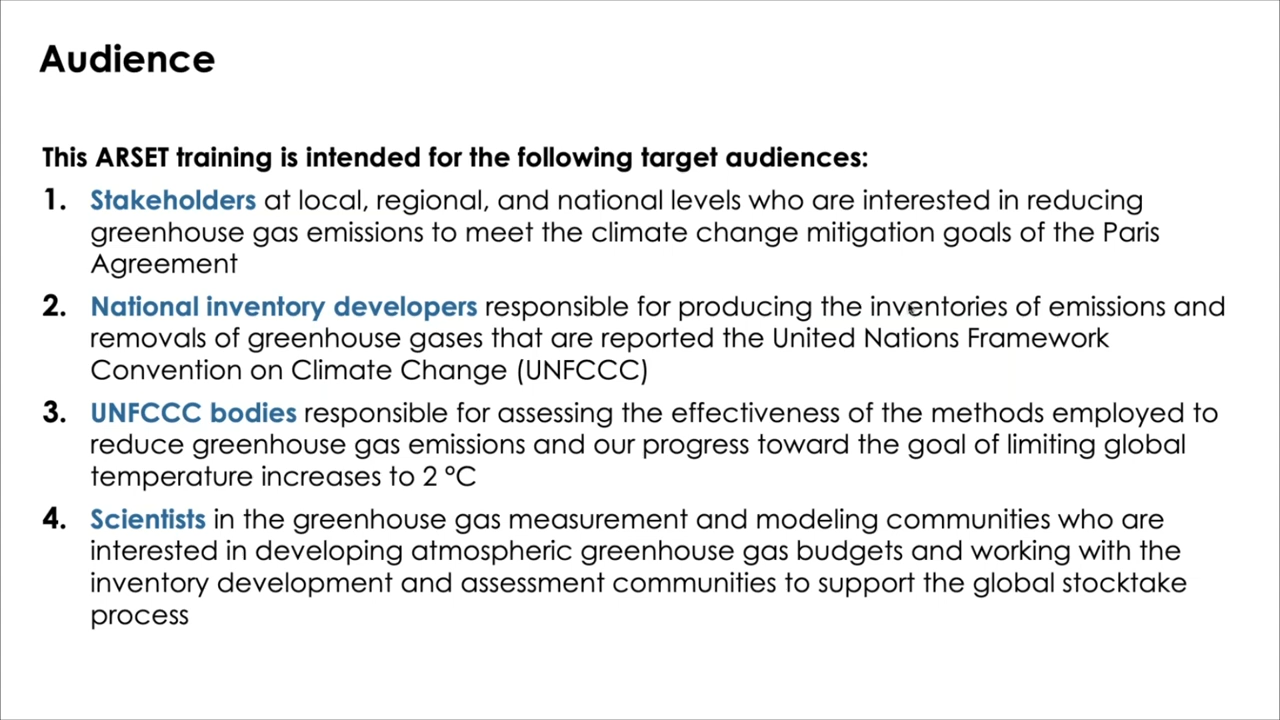 Audience
This ARSET training is intended for the following target audiences:
1. Stakeholders at local, regional, and national levels who are interested in reducing
greenhouse gas emissions to meet the climate change mitigation goals of the Paris
Agreement
2. National inventory developers responsible for producing the inventories of emissions and
removals of greenhouse gases that are reported the United Nations Framework
Convention on Climate Change (UNFCCC)
3. UNFCCC bodies responsible for assessing the effectiveness of the methods employed to
reduce greenhouse gas emissions and our progress toward the goal of limiting global
temperature increases to 2 °C
4. Scientists in the greenhouse gas measurement and modeling communities who are
interested in developing atmospheric greenhouse gas budgets and working with the
inventory development and assessment communities to support the global stocktake
process